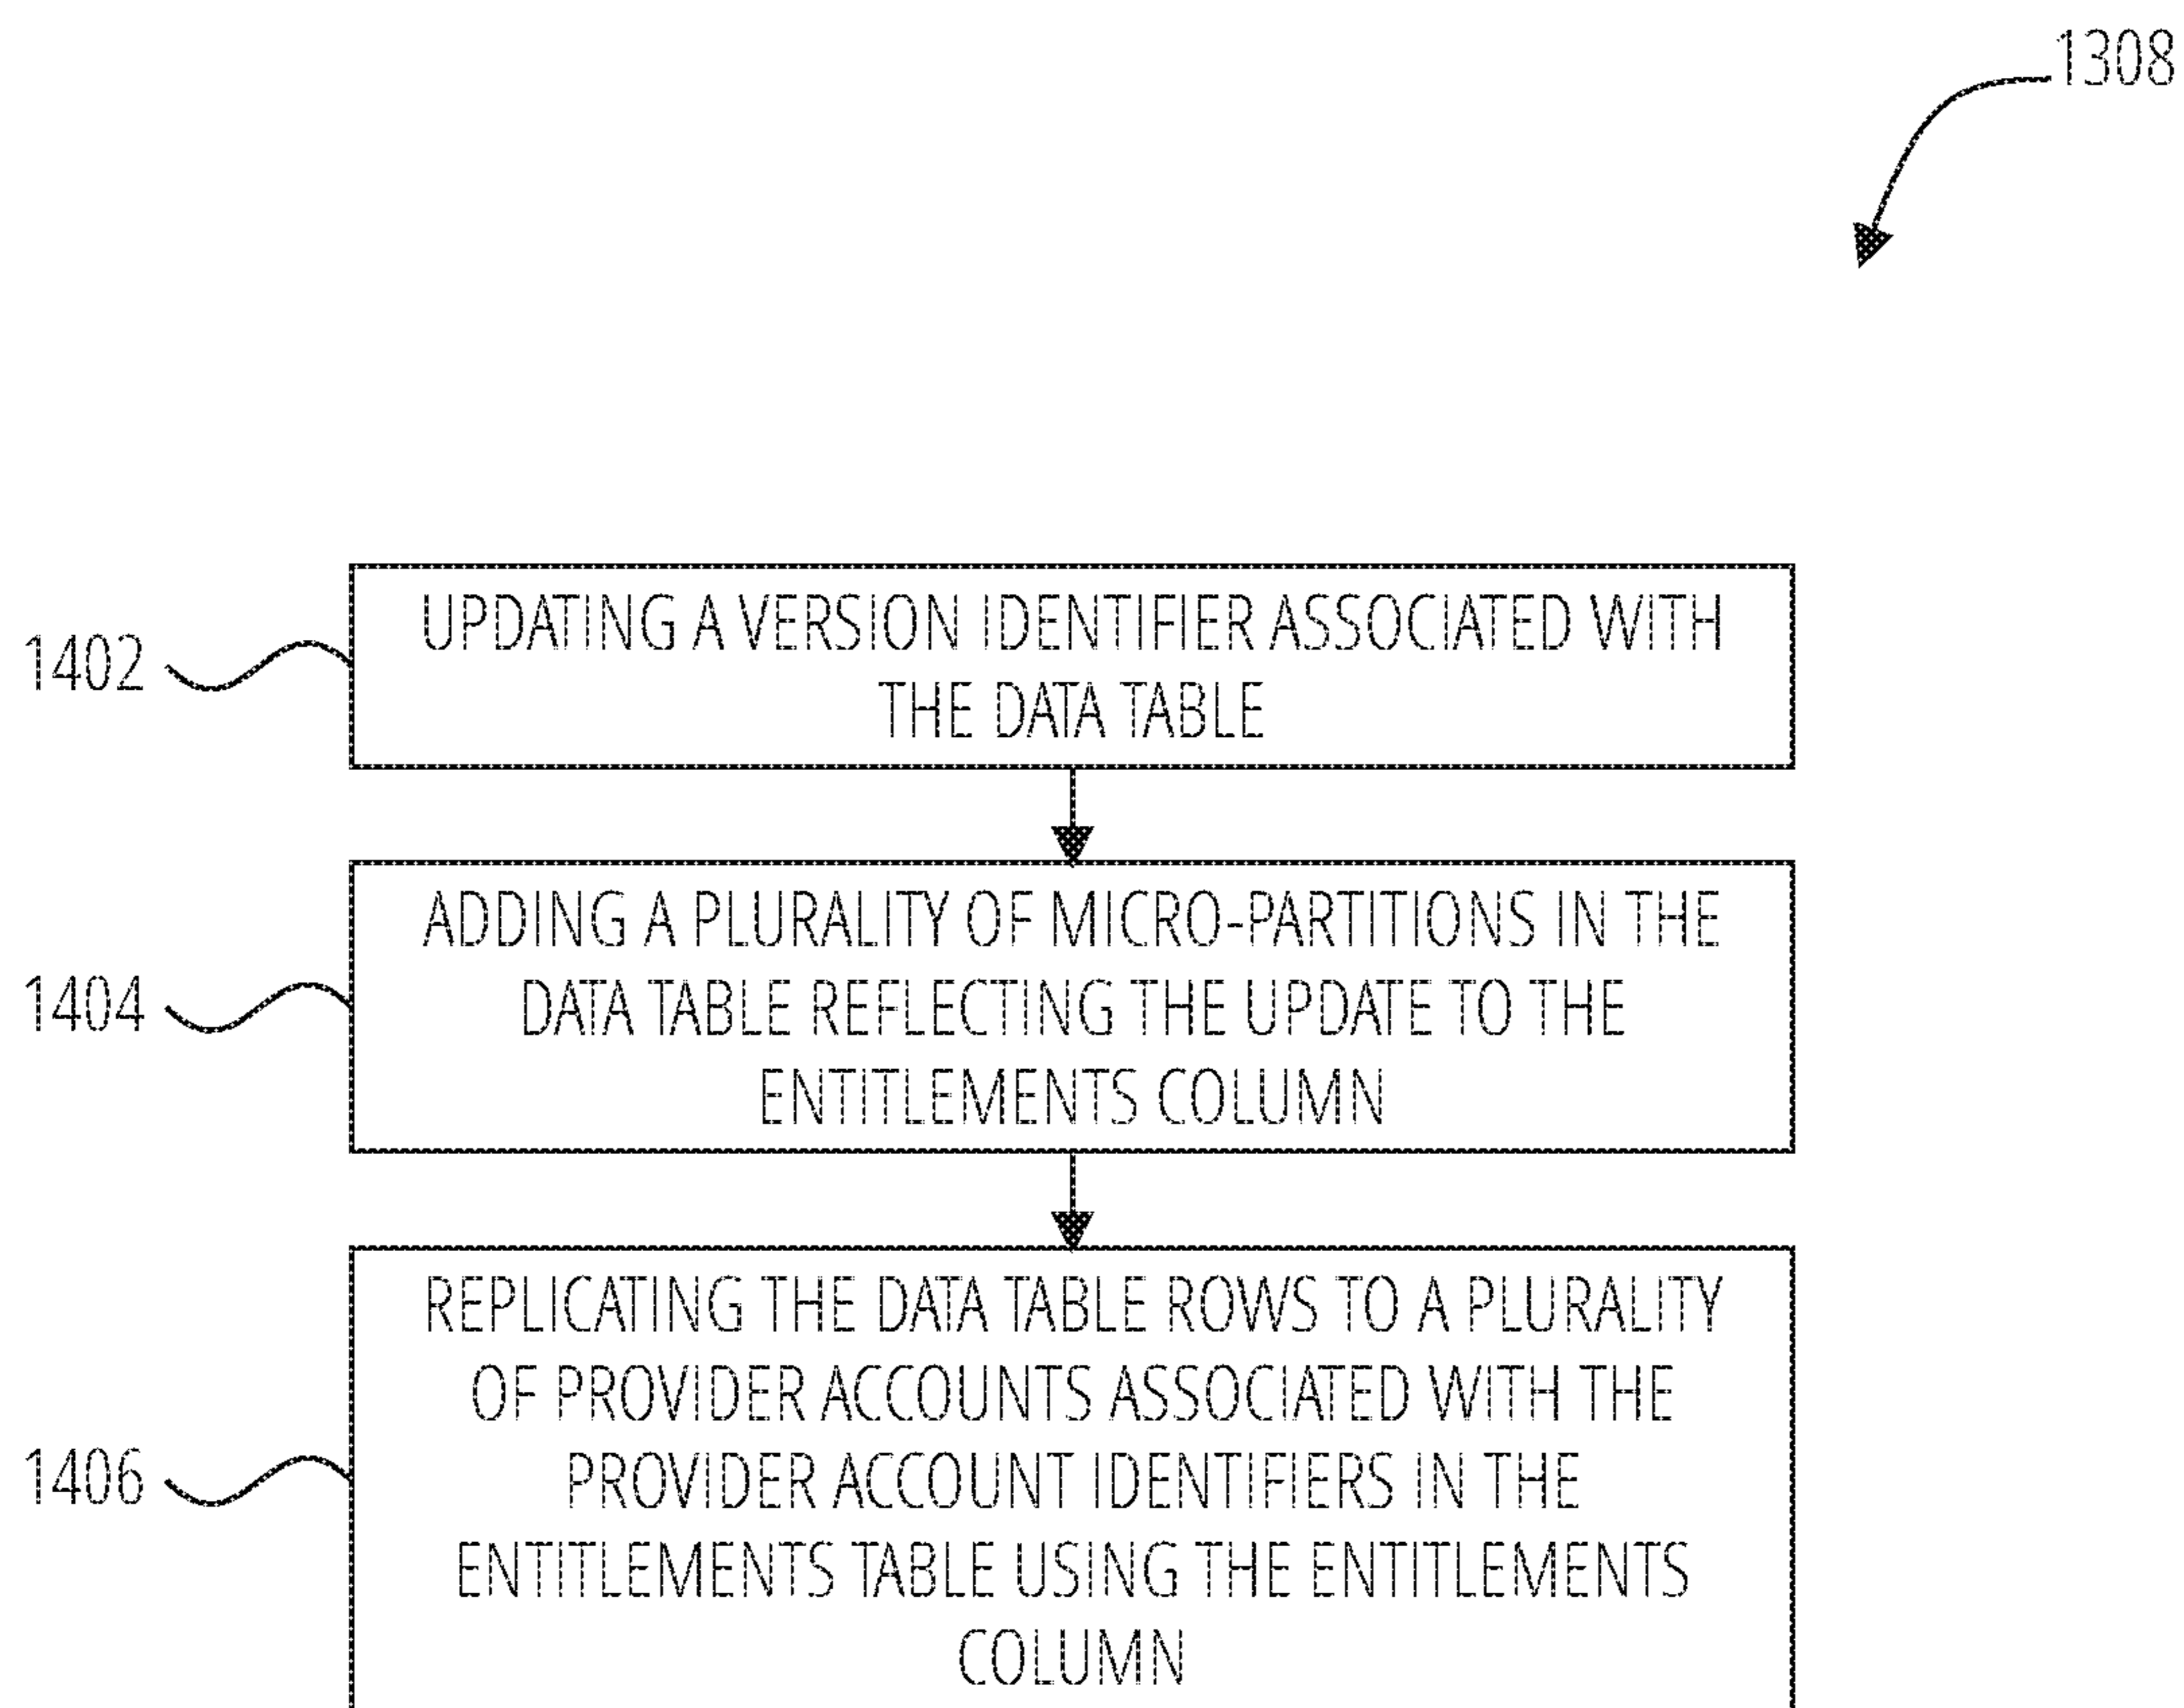 1308
1402
UPDATING A VERSION IDENTIFIER ASSOCIATED WITH
THE DATA TABLE
1404
ADDING A PLURALITY OF MICRO-PARTITIONS IN THE
DATA TABLE REFLECTING THE UPDATE TO THE
ENTITLEMENTS COLUMN
1406
REPLICATING THE DATA TABLE ROWS TO A PLURALITY
OF PROVIDER ACCOUNTS ASSOCIATED WITH THE
PROVIDER ACCOUNT IDENTIFIERS IN THE
ENTITLEMENTS TABLE USING THE ENTITLEMENTS
COLUMN